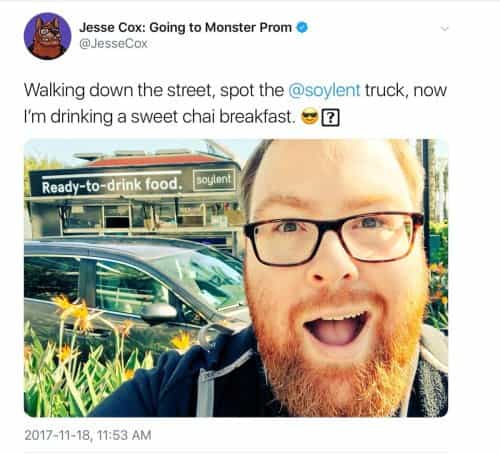 Jesse Cox: Going to Monster Prom
@JesseCox
Walking down the street, spot the @soylent truck, now
I'm drinking a sweet chai breakfast. 😎[?]
Ready-to-drink food. soylent
2017-11-18, 11:53 AM